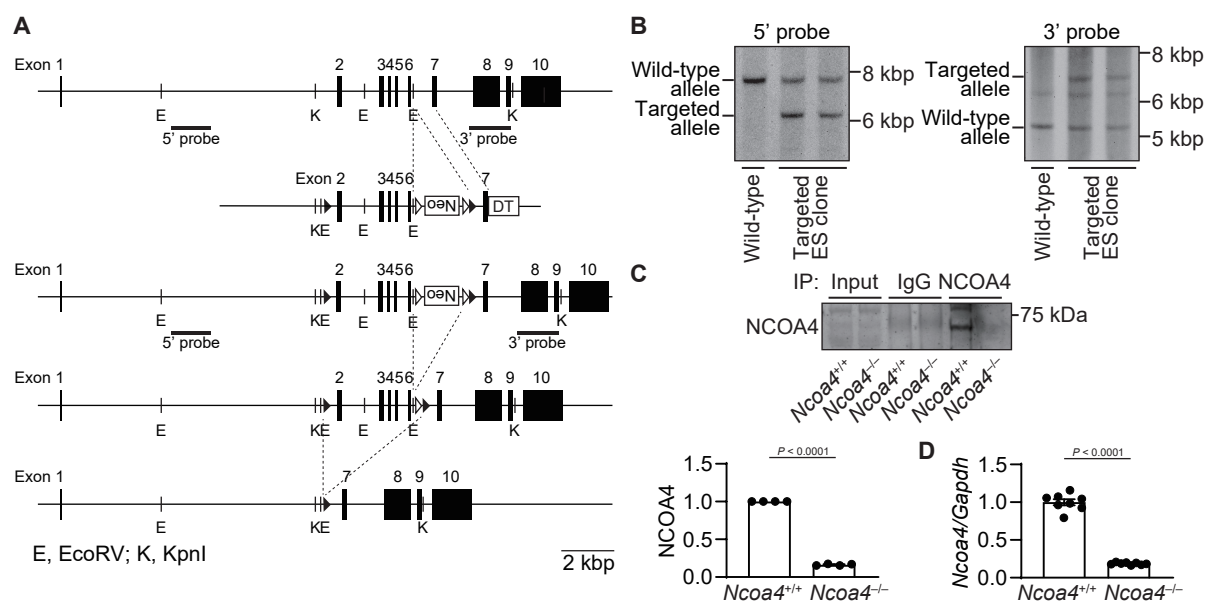 A
Exon 1 2 3456 7 8 9 10
E K E E K
5’ probe 3’ probe
Exon 2 3456 7
Neo DT
KE E E
Exon 1 2 3456 7 8 9 10
Neo
E KE E E K
5’ probe 3’ probe
Exon 1 2 3456 7 8 9 10
E KE E E K
Exon 1 7 8 9 10
E KE K
E, EcoRV; K, KpnI
2 kbp
B
5’ probe
Wild-type
allele
Targeted
allele
8 kbp
6 kbp
Wild-type
Targeted
ES clone
3’ probe
Targeted
allele
Wild-type
allele
8 kbp
6 kbp
5 kbp
Wild-type
Targeted
ES clone
C
IP: Input IgG NCOA4
NCOA4
75 kDa
Ncoa4+/+
Ncoa4–/–
Ncoa4+/+
Ncoa4–/–
Ncoa4+/+
Ncoa4–/–
NCOA4
1.5
1.0
0.5
0.0
P < 0.0001
Ncoa4+/+ Ncoa4–/–
D
Ncoa4/Gapdh
1.5
1.0
0.5
0.0
P < 0.0001
Ncoa4+/+ Ncoa4–/–